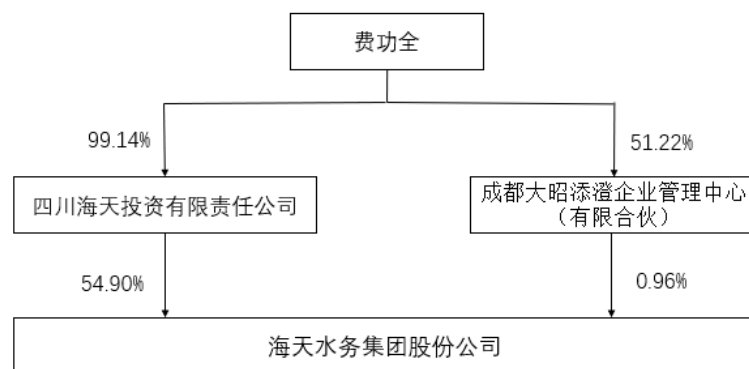 费功全
99.14%
51.22%
四川海天投资有限责任公司
成都大昭添澄企业管理中心
（有限合伙）
54.90%
0.96%
海天水务集团股份公司